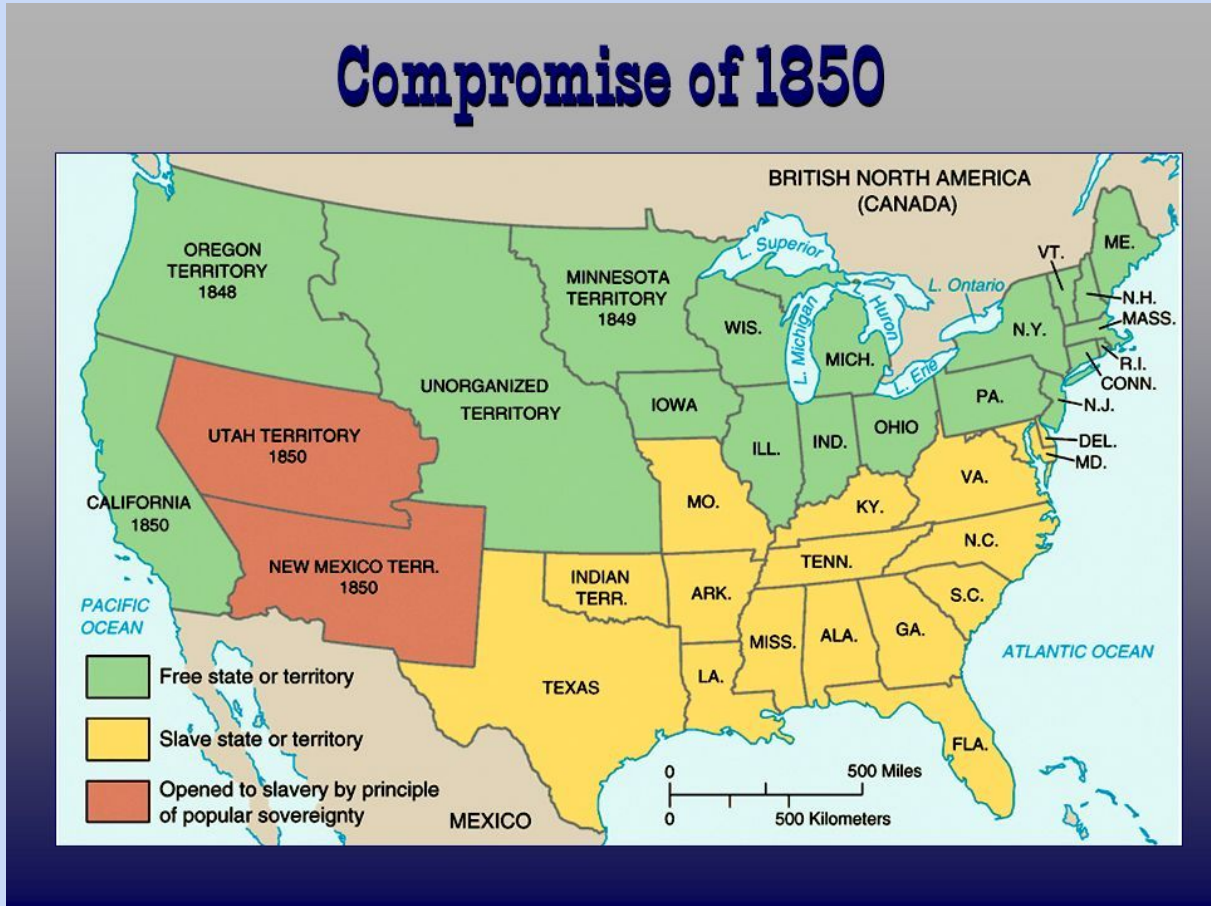 Compromise of 1850
BRITISH NORTH AMERICA
(CANADA)
OREGON
TERRITORY
1848
MINNESOTA
TERRITORY
1849
L. Superior
L. Michigan
L. Huron
L. Ontario
L. Erie
VT.
ME.
N.H.
MASS.
N.Y.
R.I.
CONN.
WIS.
MICH.
PA.
N.J.
UNORGANIZED
TERRITORY
IOWA
ILL.
IND.
OHIO
DEL.
MD.
UTAH TERRITORY
1850
CALIFORNIA
1850
MO.
KY.
VA.
NEW MEXICO TERR.
1850
INDIAN
TERR.
ARK.
TENN.
N.C.
S.C.
PACIFIC
OCEAN
MISS.
ALA.
GA.
ATLANTIC OCEAN
TEXAS
LA.
FLA.
Free state or territory
Slave state or territory
Opened to slavery by principle
of popular sovereignty
MEXICO
0
500 Miles
0
500 Kilometers